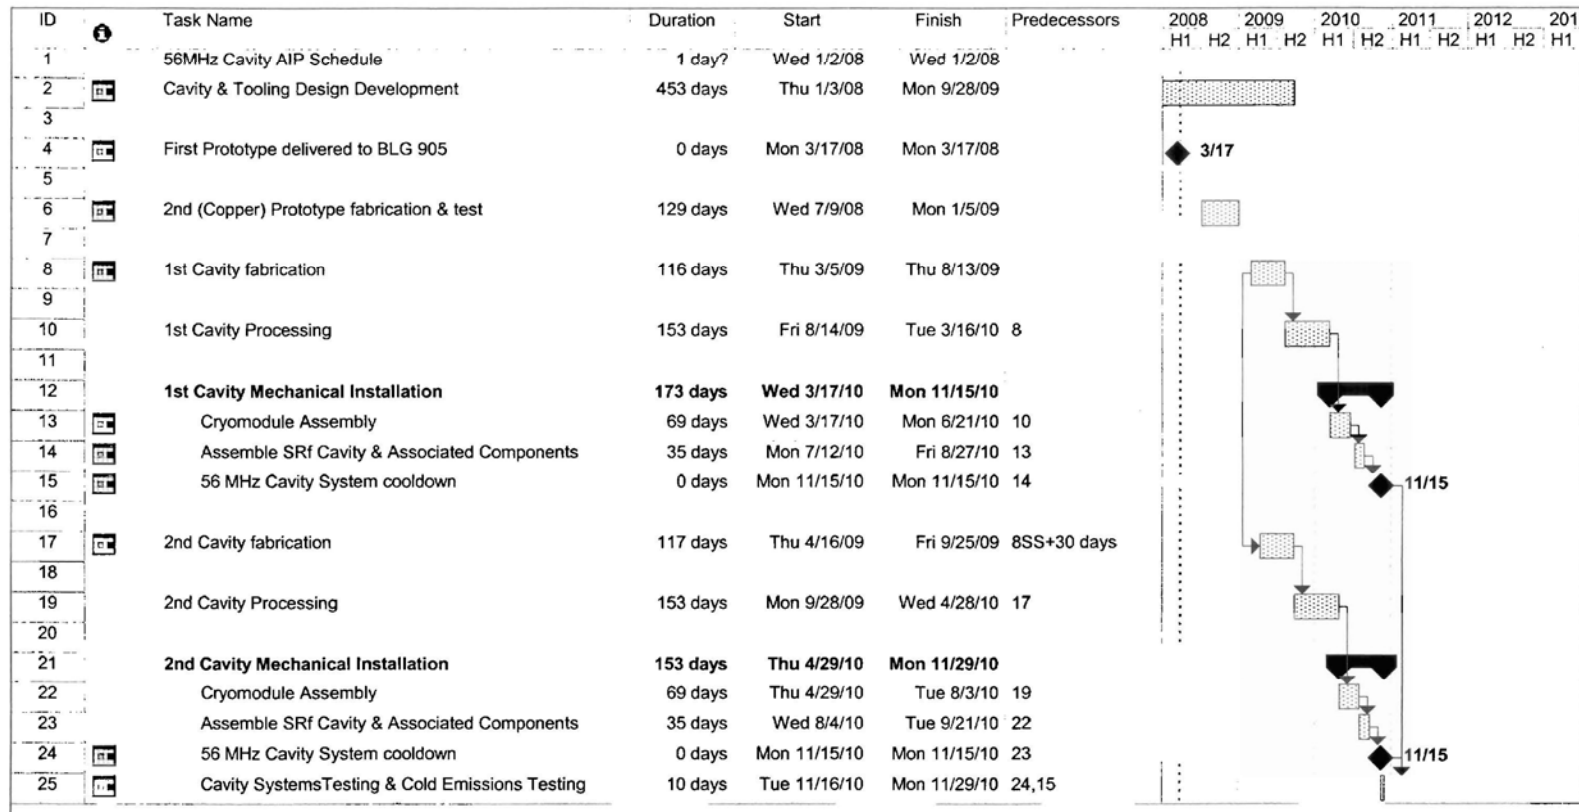 ID Task Name Duration Start Finish Predecessors 2008 2009 2010 2011 2012 201
H1 H2 H1 H2 H1 H2 H1 H2 H1 H2 H1
1 56MHz Cavity AIP Schedule 1 day? Wed 1/2/08 Wed 1/2/08
2 Cavity & Tooling Design Development 453 days Thu 1/3/08 Mon 9/28/09
3
4 First Prototype delivered to BLG 905 0 days Mon 3/17/08 Mon 3/17/08 3/17
5
6 2nd (Copper) Prototype fabrication & test 129 days Wed 7/9/08 Mon 1/5/09
7
8 1st Cavity fabrication 116 days Thu 3/5/09 Thu 8/13/09
9
10 1st Cavity Processing 153 days Fri 8/14/09 Tue 3/16/10 8
11
12 1st Cavity Mechanical Installation 173 days Wed 3/17/10 Mon 11/15/10
13 Cryomodule Assembly 69 days Wed 3/17/10 Mon 6/21/10 10
14 Assemble SRf Cavity & Associated Components 35 days Mon 7/12/10 Fri 8/27/10 13
15 56 MHz Cavity System cooldown 0 days Mon 11/15/10 Mon 11/15/10 14 11/15
16
17 2nd Cavity fabrication 117 days Thu 4/16/09 Fri 9/25/09 8SS+30 days
18
19 2nd Cavity Processing 153 days Mon 9/28/09 Wed 4/28/10 17
20
21 2nd Cavity Mechanical Installation 153 days Thu 4/29/10 Mon 11/29/10
22 Cryomodule Assembly 69 days Thu 4/29/10 Tue 8/3/10 19
23 Assemble SRf Cavity & Associated Components 35 days Wed 8/4/10 Tue 9/21/10 22
24 56 MHz Cavity System cooldown 0 days Mon 11/15/10 Mon 11/15/10 23 11/15
25 Cavity SystemsTesting & Cold Emissions Testing 10 days Tue 11/16/10 Mon 11/29/10 24,15